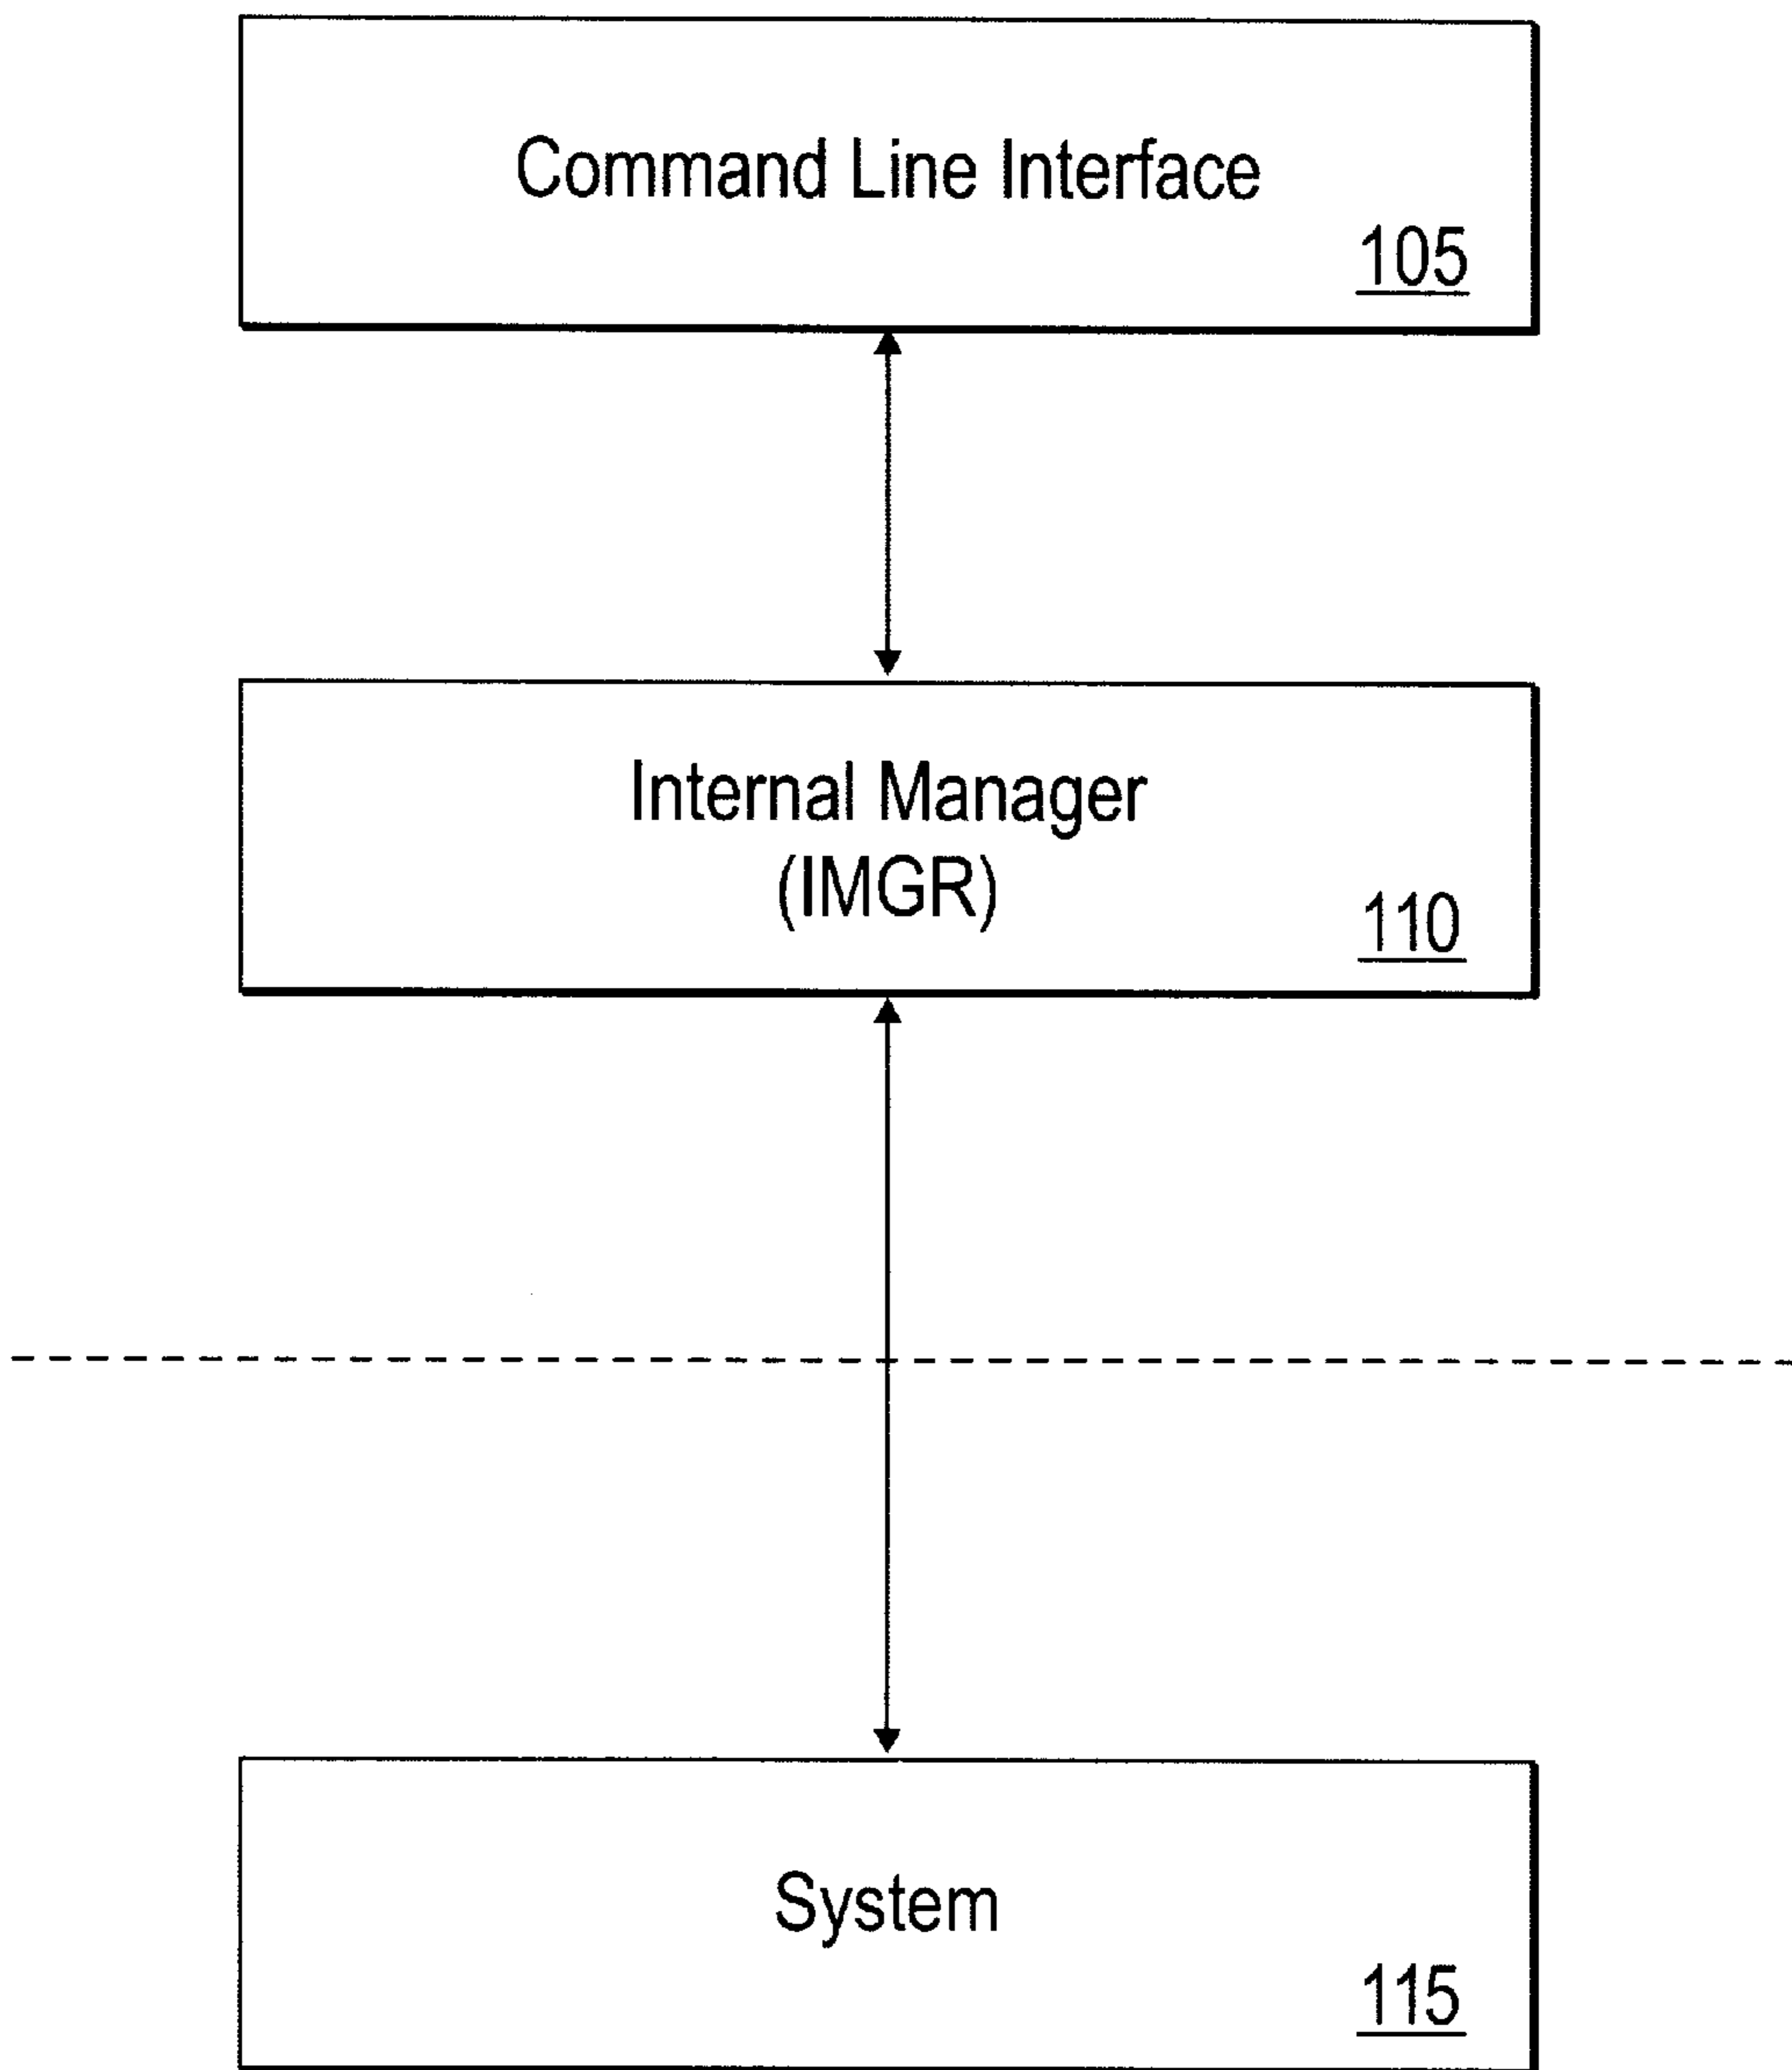 Command Line Interface
105
Internal Manager
(IMGR)
110
System
115